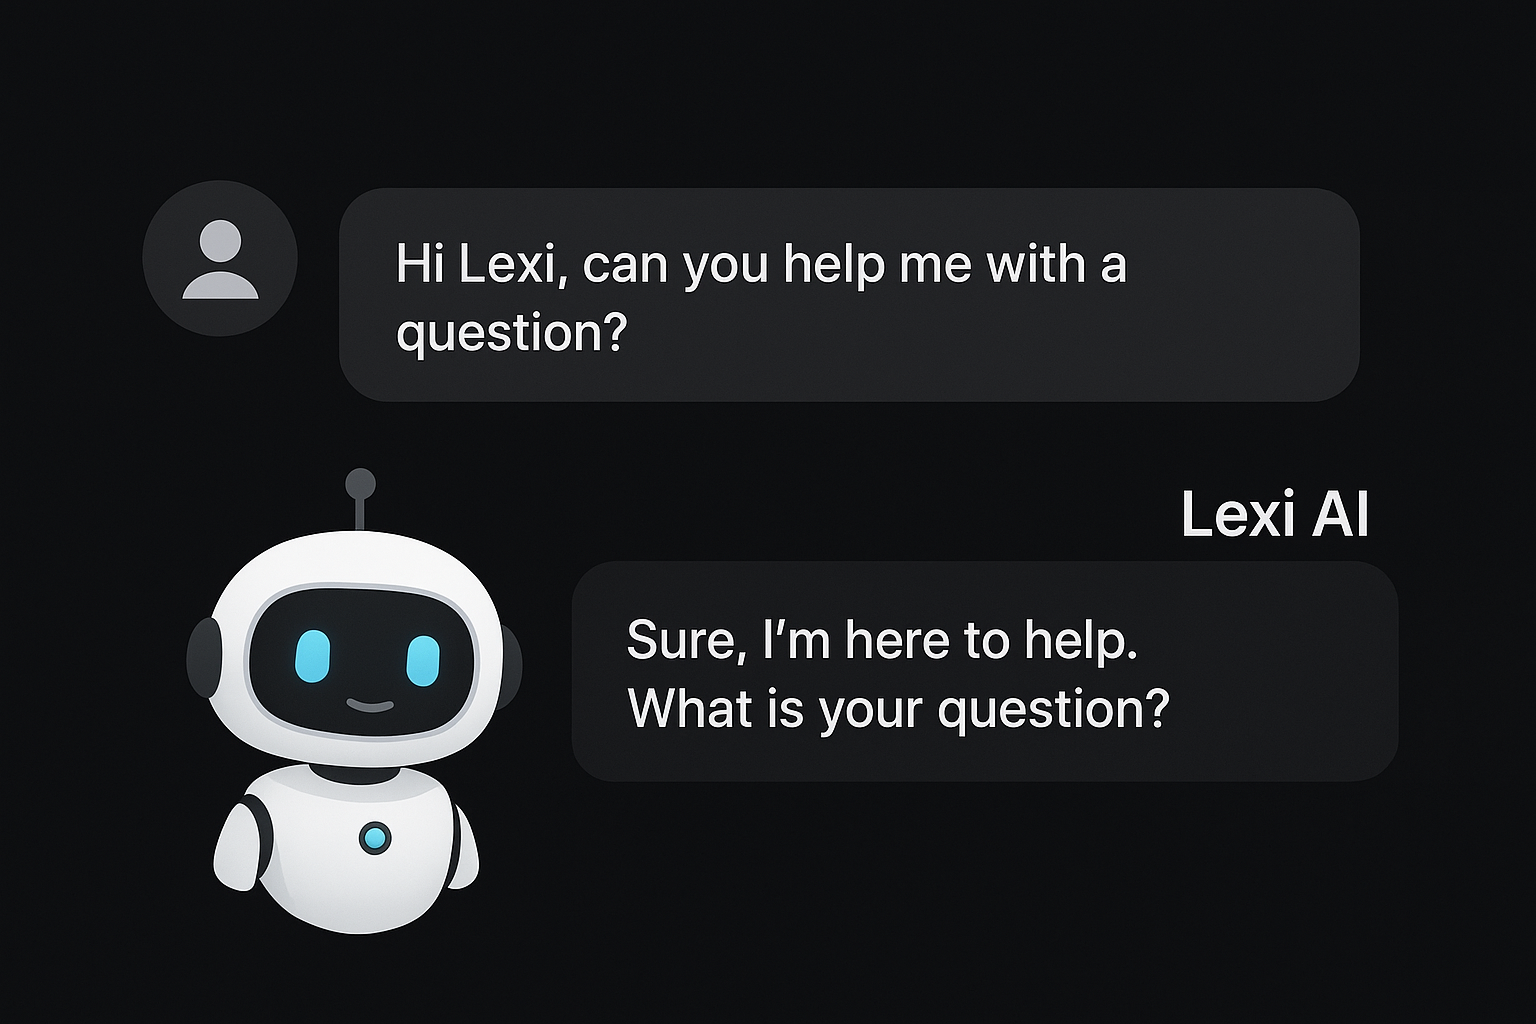 Hi Lexi, can you help me with a
question?
Lexi AI
Sure, I’m here to help.
What is your question?